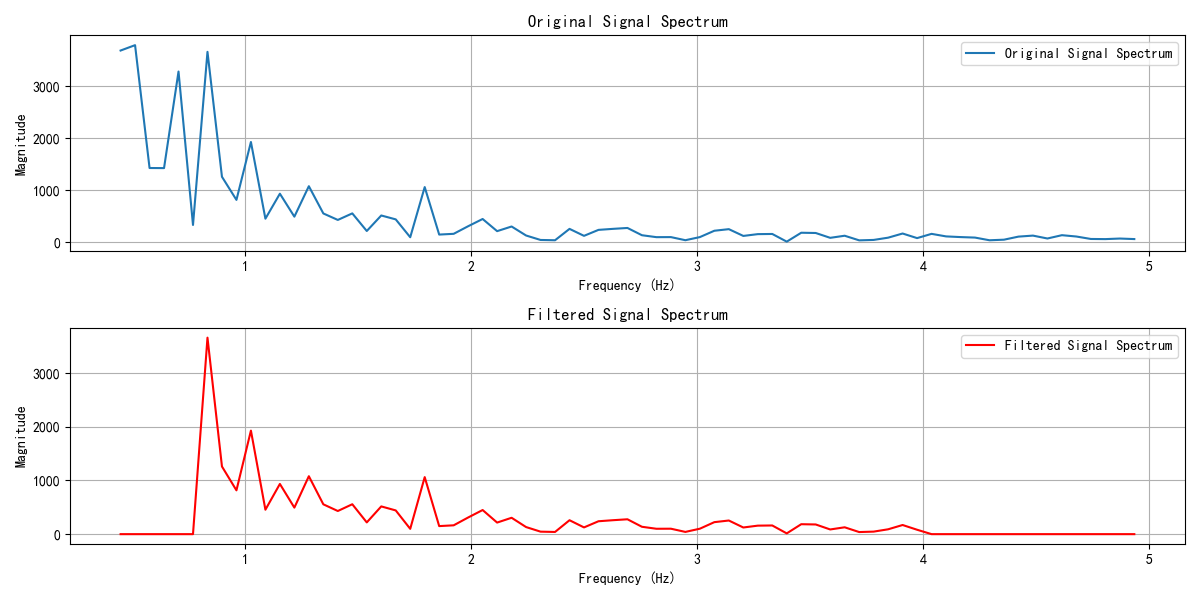 Original Signal Spectrum
Original Signal Spectrum
Magnitude
3000
2000
1000
0
1 2 3 4 5
Frequency (Hz)
Filtered Signal Spectrum
Filtered Signal Spectrum
Magnitude
3000
2000
1000
0
1 2 3 4 5
Frequency (Hz)